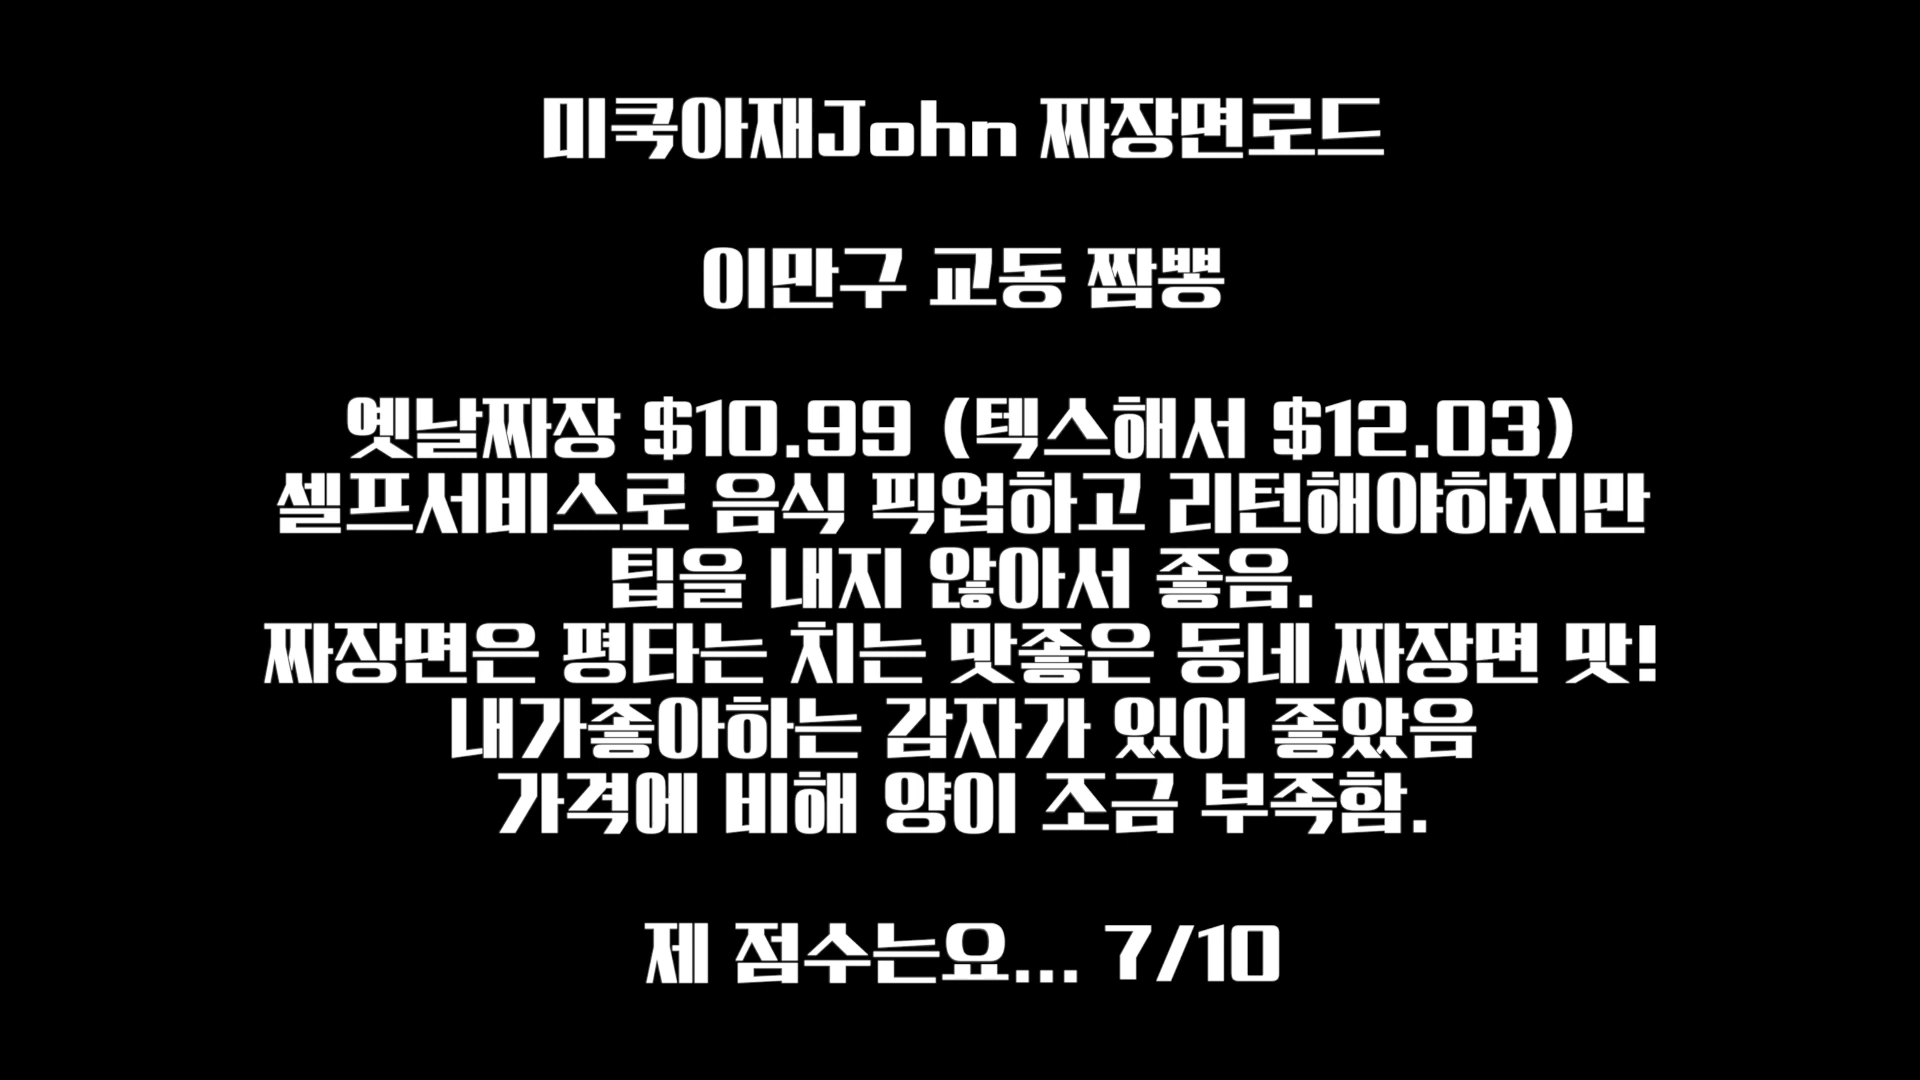 미쿡아재John 짜장면로드
이만구 교동 짬뽕
옛날짜장 $10.99 (텍스해서 $12.03)
셀프서비스로 음식 픽업하고 리턴해야하지만
팁을 내지 않아서 좋음.
짜장면은 평타는 치는 맛좋은 동네 짜장면 맛!
내가좋아하는 감자가 있어 좋았음
가격에 비해 양이 조금 부족함.
제 점수는요... 7/10